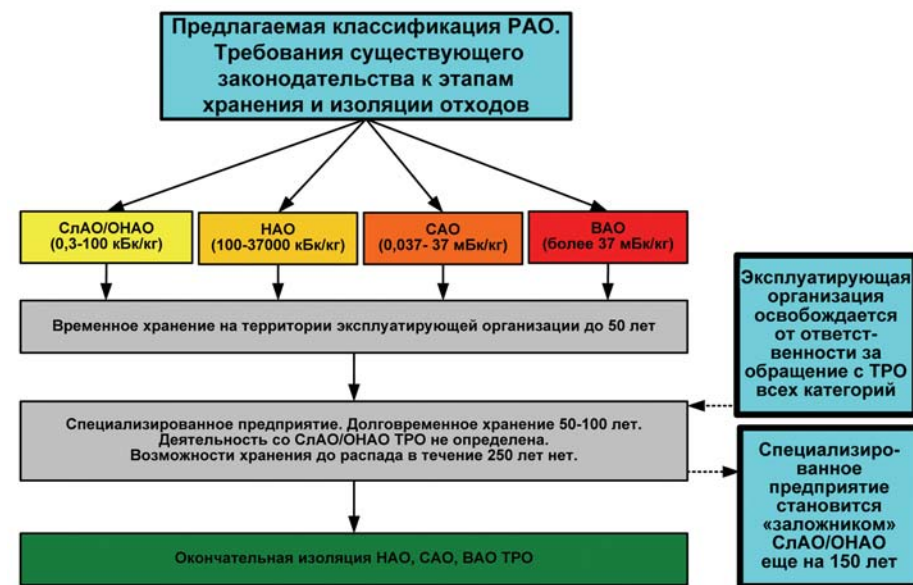 Предлагаемая классификация РАО.
Требования существующего
законодательства к этапам
хранения и изоляции отходов
СлАО/ОНАО
(0,3-100 кБк/кг)
НАО
(100-37000 кБк/кг)
САО
(0,037- 37 мБк/кг)
ВАО
(более 37 мБк/кг)
Временное хранение на территории эксплуатирующей организации до 50 лет
Эксплуатирующая
организация
освобождается
от ответст-
венности за
обращение с ТРО
всех категорий
Специализированное предприятие. Долговременное хранение 50-100 лет.
Деятельность со СлАО/ОНАО ТРО не определена.
Возможности хранения до распада в течение 250 лет нет.
Специализиро-
ванное
предприятие
становится
«заложником»
СлАО/ОНАО
еще на 150 лет
Окончательная изоляция НАО, САО, ВАО ТРО